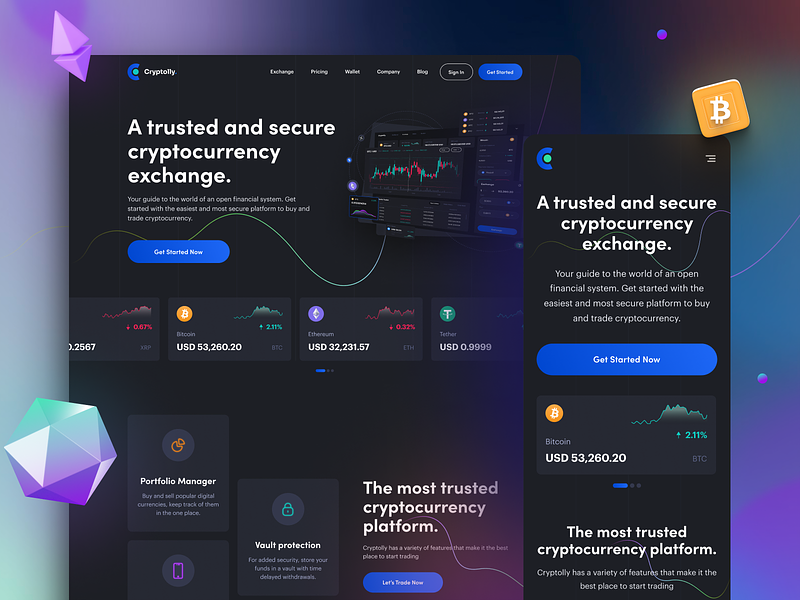 Cryptolly.
Exchange
Pricing
Wallet
Company
Blog
Sign In
Get Started
A trusted and secure
cryptocurrency
exchange.
Your guide to the world of an open financial system. Get
started with the easiest and most secure platform to buy and
trade cryptocurrency.
Get Started Now
0.67%
0.2567
XRP
Bitcoin
2.11%
USD 53,260.20
BTC
Ethereum
0.32%
USD 32,231.57
ETH
Tether
USD 0.9999
Portfolio Manager
Buy and sell popular digital
currencies, keep track of them
in the one place.
Vault protection
For added security, store your
funds in a vault with time
delayed withdrawals.
The most trusted
cryptocurrency
platform.
Cryptolly has a variety of features that make it the best
place to start trading
Let's Trade Now
A trusted and secure
cryptocurrency
exchange.
Your guide to the world of an open
financial system. Get started with the
easiest and most secure platform to buy
and trade cryptocurrency.
Get Started Now
2.11%
Bitcoin
USD 53,260.20
BTC
The most trusted
cryptocurrency platform.
Cryptolly has a variety of features that make it the
best place to start trading